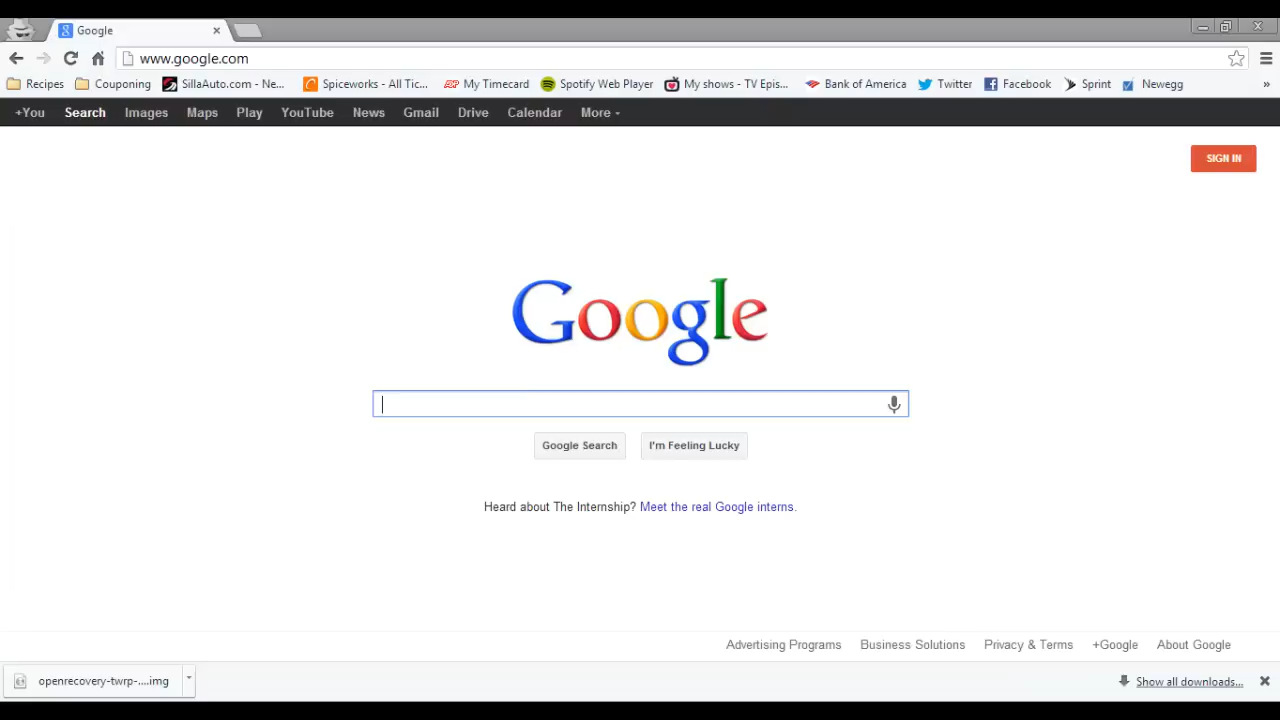 Google
www.google.com
Recipes Couponing SillaAuto.com - Ne... Spiceworks - All Tic... My Timecard Spotify Web Player My shows - TV Epis... Bank of America Twitter Facebook Sprint Newegg »
+You Search Images Maps Play YouTube News Gmail Drive Calendar More
SIGN IN
Google
Google Search I'm Feeling Lucky
Heard about The Internship? Meet the real Google interns.
Advertising Programs Business Solutions Privacy & Terms +Google About Google
openrecovery-twrp-....img Show all downloads...